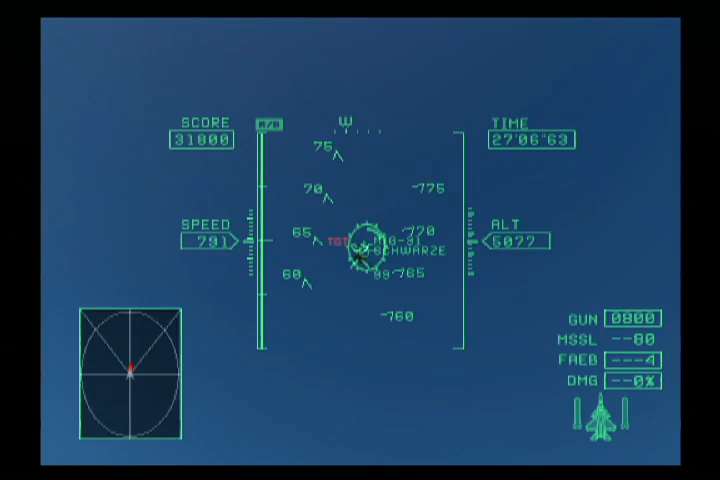 SCORE
31800
A/A
W
TIME
27'06"63
75
70
-775
SPEED
791
65
TGT
MIG-31
-770
SCHWARZE
ALT
5077
60
99
-765
-760
GUN 0800
MSSL --80
FAEB ---4
DMG --0%